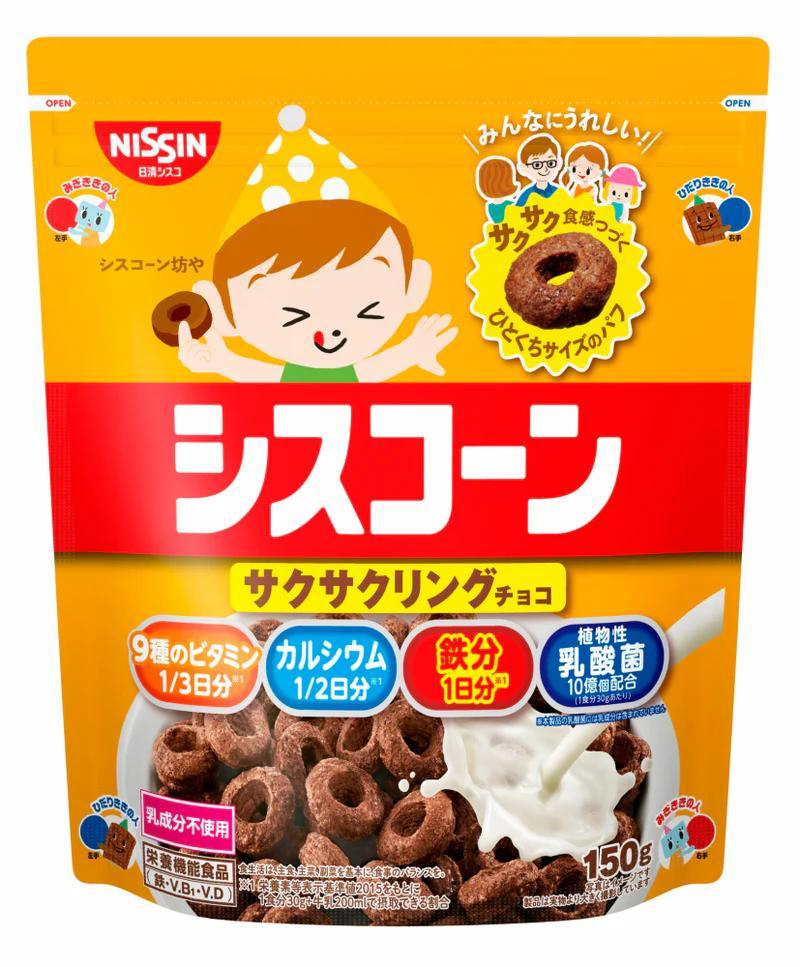 OPEN
OPEN
NISSIN
日清シスコ
みんなにうれしい!
みぎききの人
左手
ひだりききの人
右手
シスコーン坊や
サクサク食感つづく
ひとくちサイズのパフ
シスコーン
サクサクリングチョコ
9種のビタミン
1/3日分※1
カルシウム
1/2日分※1
鉄分
1日分※1
植物性
乳酸菌
10億個配合
(1食分30gあたり)
※本製品の乳酸菌には乳成分は含まれていません
ひだりききの人
左手
みぎききの人
右手
乳成分不使用
栄養機能食品
(鉄・V.B1・V.D)
食生活は、主食、主菜、副菜を基本に、食事のバランスを。
※1 栄養素等表示基準値2015をもとに
1食分30g+牛乳200mlで摂取できる割合
150g
写真はイメージです
製品は実物より大きく撮影しています